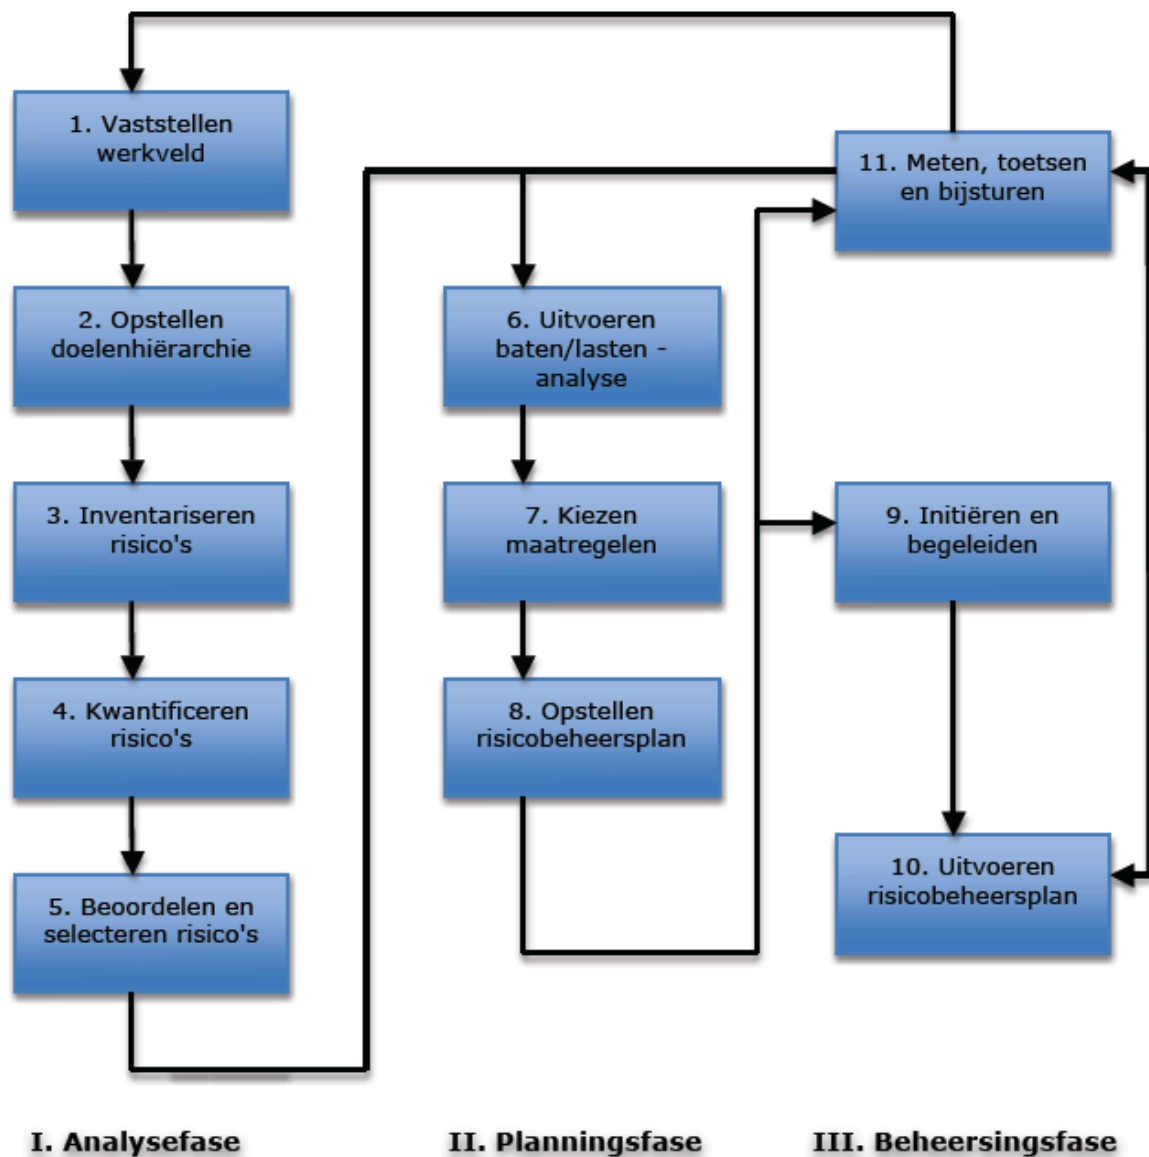 1. Vaststellen
werkveld
2. Opstellen
doelenhiërarchie
3. Inventariseren
risico's
4. Kwantificeren
risico's
5. Beoordelen en
selecteren risico's
6. Uitvoeren
baten/lasten -
analyse
7. Kiezen
maatregelen
8. Opstellen
risicobeheersplan
11. Meten, toetsen
en bijsturen
9. Initiëren en
begeleiden
10. Uitvoeren
risicobeheersplan
I. Analysefase
II. Planningsfase
III. Beheersingsfase